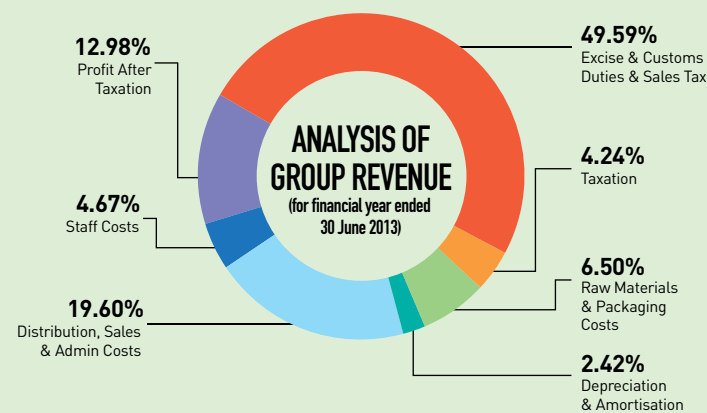 12.98%
Profit After
Taxation
4.67%
Staff Costs
19.60%
Distribution, Sales
& Admin Costs
ANALYSIS OF
GROUP REVENUE
(for financial year ended
30 June 2013)
49.59%
Excise & Customs
Duties & Sales Tax
4.24%
Taxation
6.50%
Raw Materials
& Packaging
Costs
2.42%
Depreciation
& Amortisation